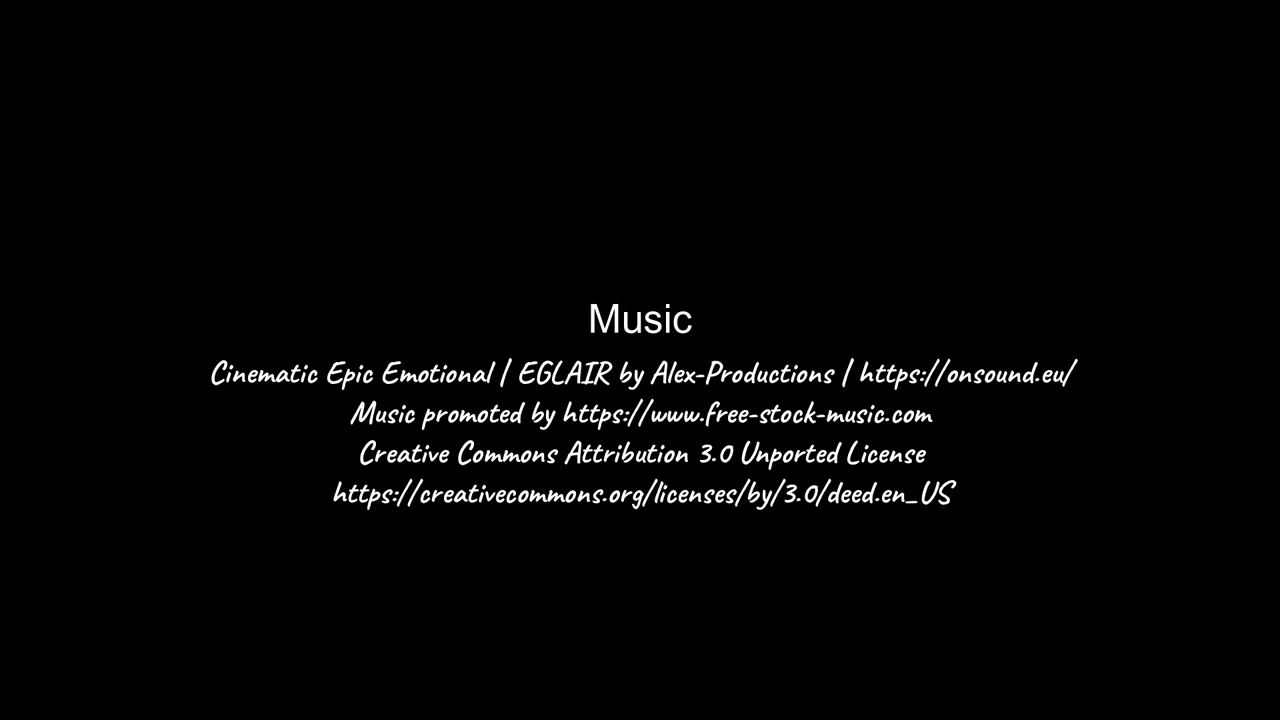 Music
Cinematic Epic Emotional | EGLAIR by Alex-Productions | https://onsound.eu/
Music promoted by https://www.free-stock-music.com
Creative Commons Attribution 3.0 Unported License
https://creativecommons.org/licenses/by/3.0/deed.en_US